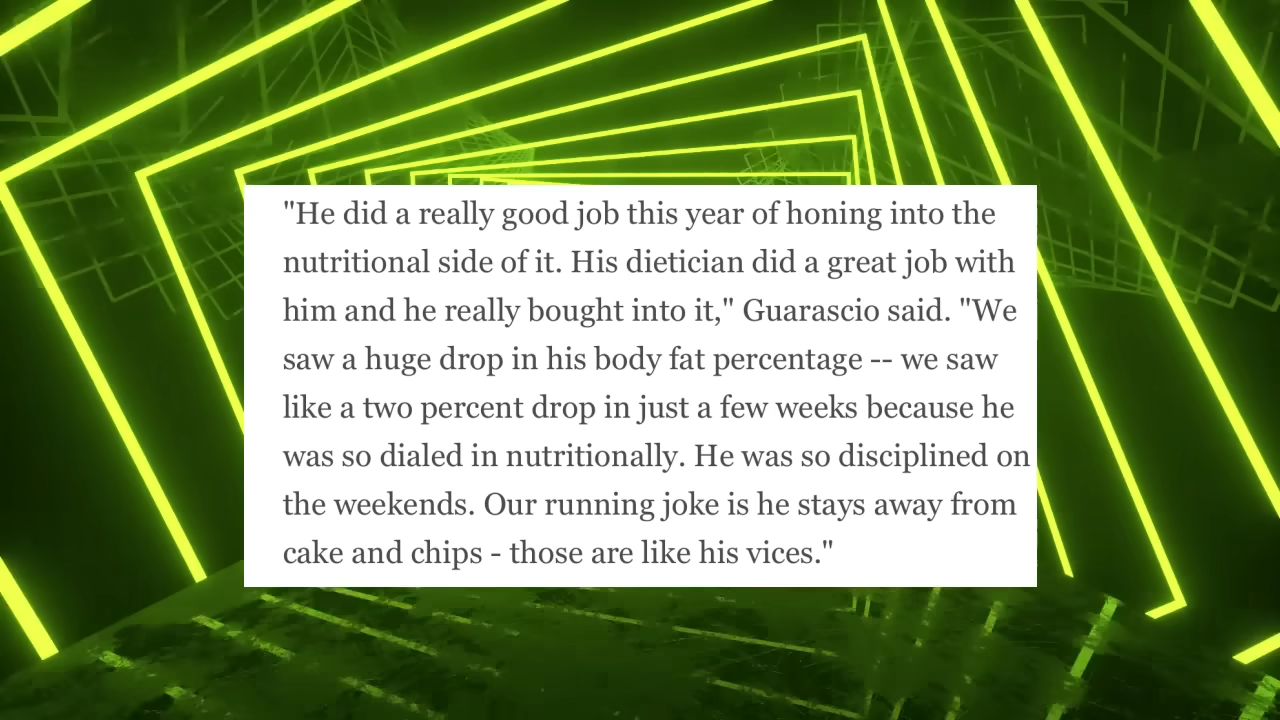 "He did a really good job this year of honing into the
nutritional side of it. His dietician did a great job with
him and he really bought into it," Guarascio said. "We
saw a huge drop in his body fat percentage -- we saw
like a two percent drop in just a few weeks because he
was so dialed in nutritionally. He was so disciplined on
the weekends. Our running joke is he stays away from
cake and chips - those are like his vices."